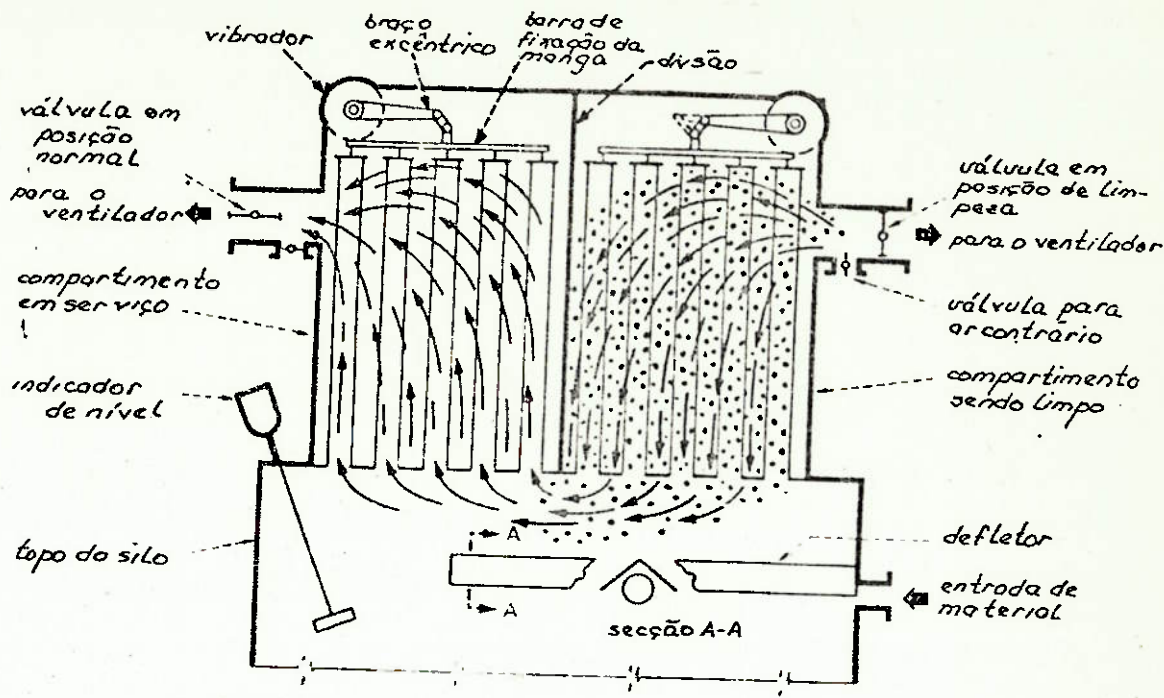 vibrador
braço
excêntrico
barra de
fixação da
manga
divsão
válvula em
posição
normal
para o
ventilador
compartimento
em serviço
indicador
de nível
topo do silo
válvula em
posição de lim-
peza
para o ventilador
válvula para
ar contrário
compartimento
sendo limpo
defletor
entrada de
material
A
A
secção A-A